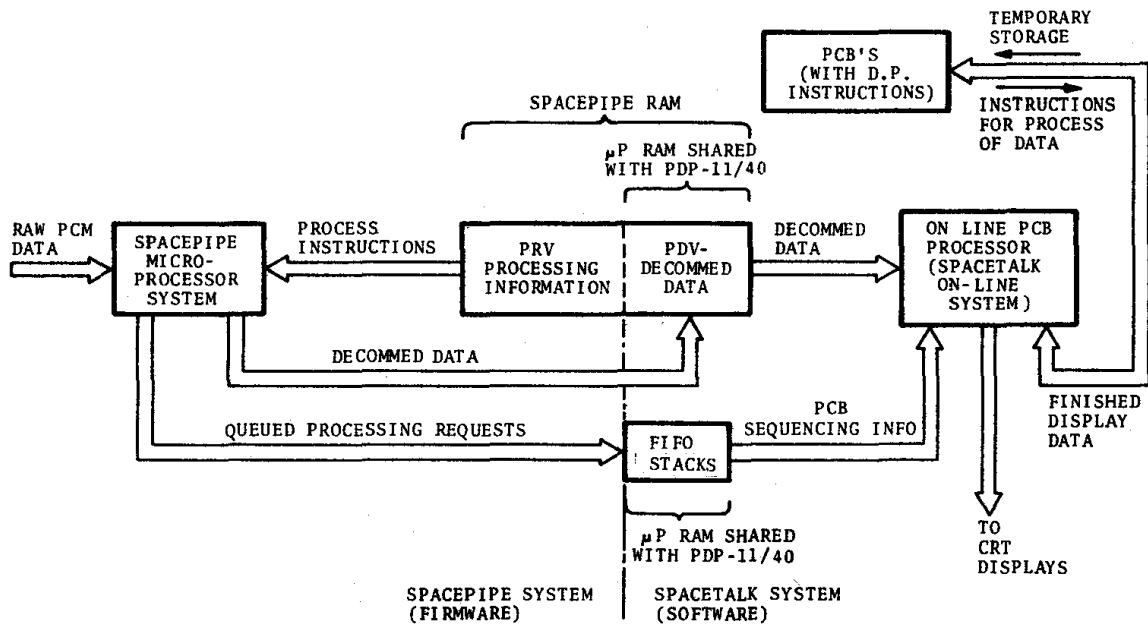 TEMPORARY
STORAGE
PCB'S
(WITH D.P.
INSTRUCTIONS)
INSTRUCTIONS
FOR PROCESS
OF DATA
SPACEPIPE RAM
µP RAM SHARED
WITH PDP-11/40
RAW PCM
DATA
SPACEPIPE
MICRO-
PROCESSOR
SYSTEM
PROCESS
INSTRUCTIONS
PRV
PROCESSING
INFORMATION
PDV-
DECOMMED
DATA
DECOMMED
DATA
ON LINE PCB
PROCESSOR
(SPACETALK
ON-LINE
SYSTEM)
DECOMMED DATA
QUEUED PROCESSING REQUESTS
FIFO
STACKS
PCB
SEQUENCING INFO
FINISHED
DISPLAY
DATA
µP RAM SHARED
WITH PDP-11/40
TO
CRT
DISPLAYS
SPACEPIPE SYSTEM
(FIRMWARE)
SPACETALK SYSTEM
(SOFTWARE)